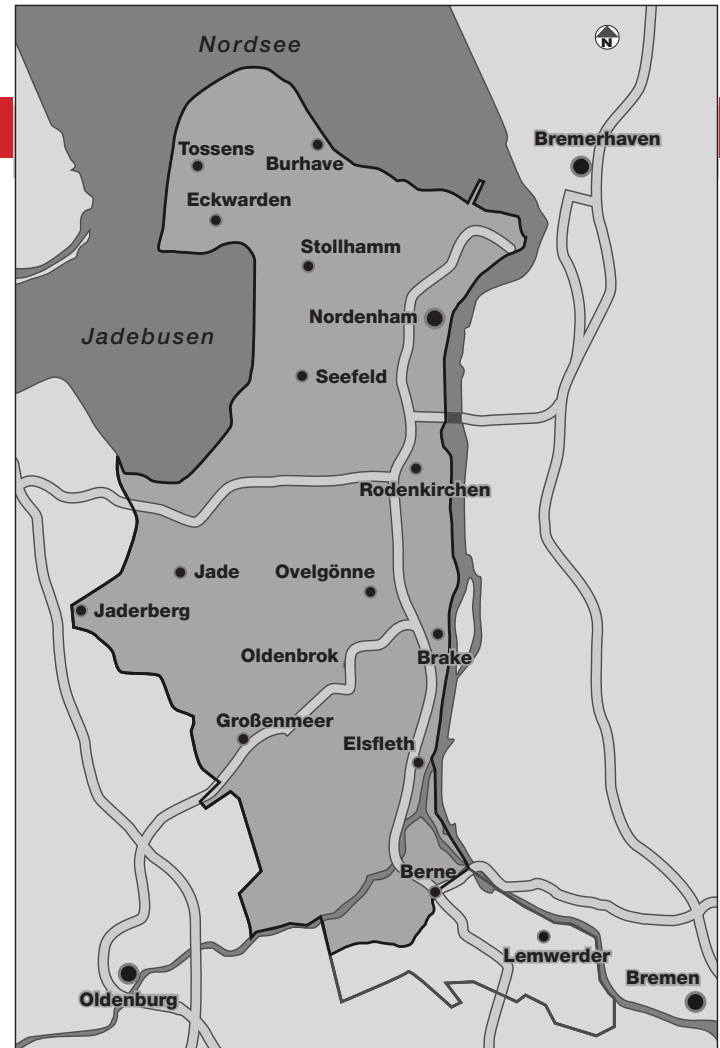 Nordsee
N
Bremerhaven
Tossens
Burhave
Eckwarden
Stollhamm
Nordenham
Jadebusen
Seefeld
Rodenkirchen
Jade
Ovelgönne
Jaderberg
Oldenbrok
Brake
Großenmeer
Elsfleth
Berne
Lemwerder
Bremen
Oldenburg